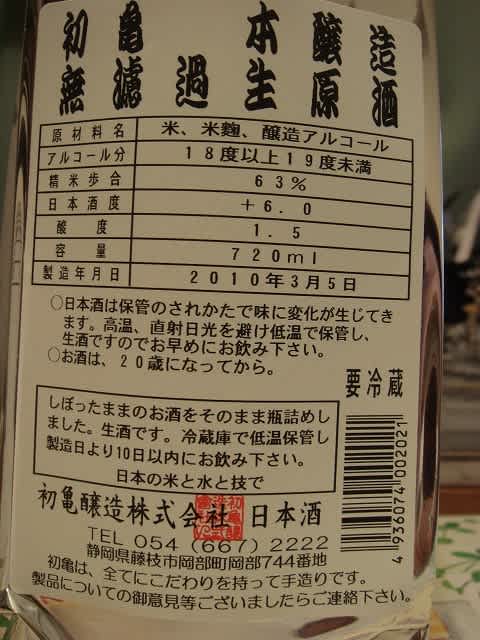 初亀 本醸造
無濾過生原酒
原材料名 米、米麹、醸造アルコール
アルコール分 18度以上19度未満
精米歩合 63%
日本酒度 +6.0
酸度 1.5
容量 720ml
製造年月日 2010年3月5日
○日本酒は保管のされかたで味に変化が生じてき
ます。高温、直射日光を避け低温で保管し、
生酒ですのでお早めにお飲み下さい。
○お酒は、20歳になってから。
要冷蔵
しぼったままのお酒をそのまま瓶詰めし
ました。生酒です。冷蔵庫で低温保管し
製造日より10日以内にお飲み下さい。
日本の米と水と技で
初亀醸造株式会社 日本酒
TEL 054 (667) 2222
静岡県藤枝市岡部町岡部744番地
初亀は、全てにこだわりを持って手造りです。
製品についての御意見等ございましたらご連絡下さい。
4 936074 002021